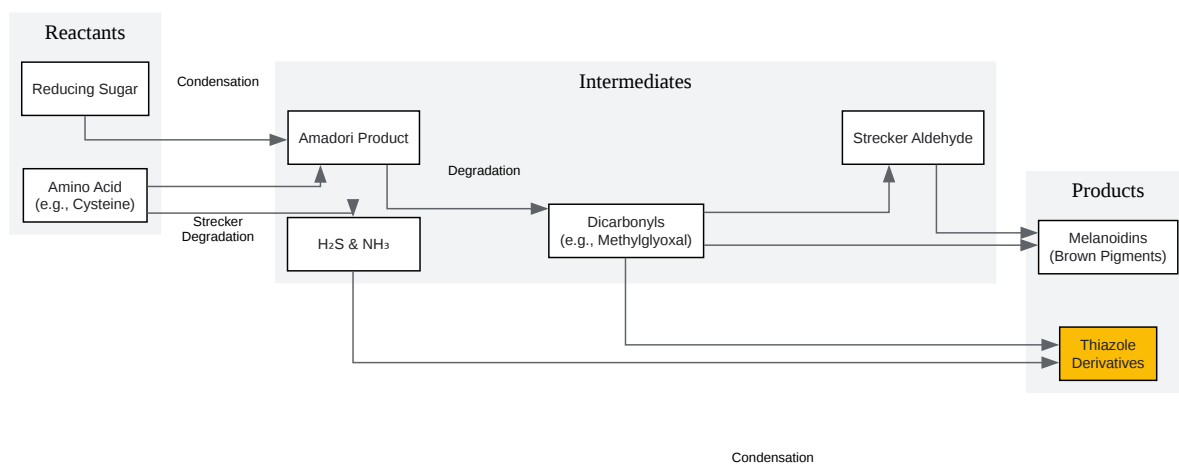 Reactants
Reducing Sugar
Condensation
Intermediates
Amadori Product
Strecker Aldehyde
Degradation
Amino Acid
(e.g., Cysteine)
Products
Strecker
Degradation
H₂S & NH₃
Dicarbonyls
(e.g., Methylglyoxal)
Melanoidins
(Brown Pigments)
Thiazole
Derivatives
Condensation